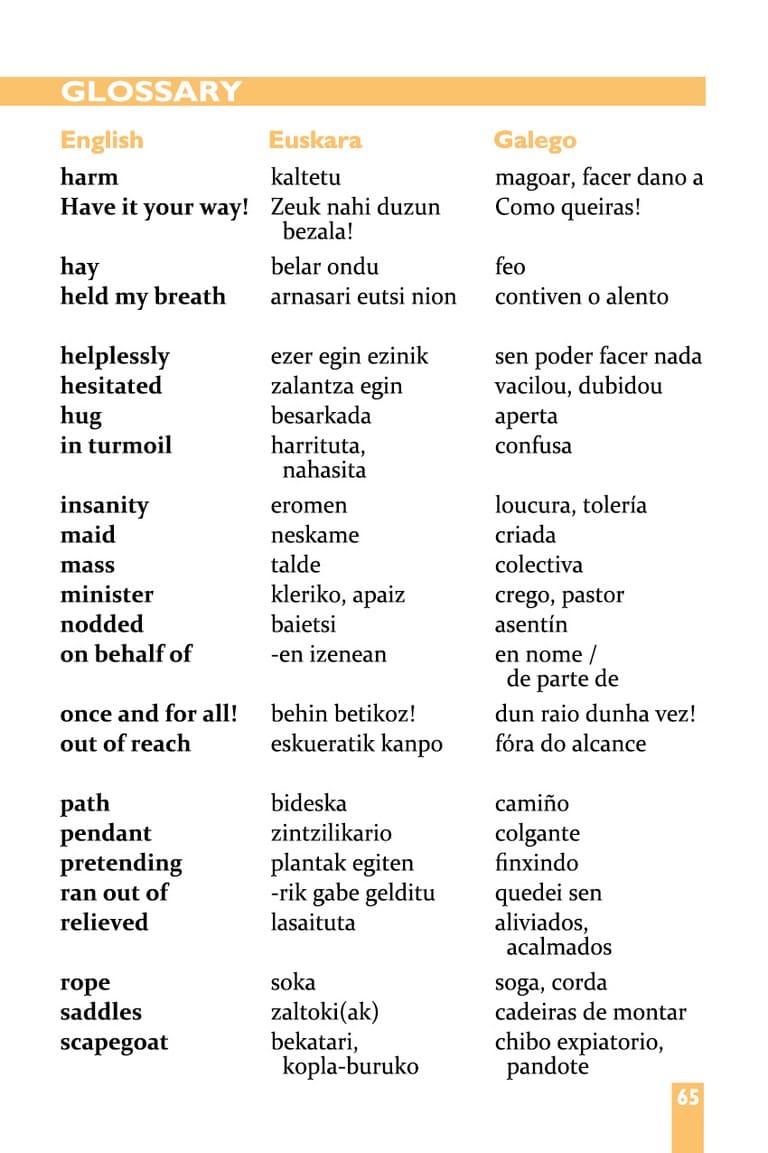 GLOSSARY
English Euskara Galego
harm kaltetu magoar, facer dano a
Have it your way! Zeuk nahi duzun Como queiras!
bezala!
hay belar ondu feo
held my breath arnasari eutsi nion contiven o alento
helplessly ezer egin ezinik sen poder facer nada
hesitated zalantza egin vacilou, dubidou
hug besarkada aperta
in turmoil harrituta, confusa
nahasita
insanity eromen loucura, tolería
maid neskame criada
mass talde colectiva
minister kleriko, apaiz crego, pastor
nodded baietsi asentín
on behalf of -en izenean en nome /
de parte de
once and for all! behin betikoz! dun raio dunha vez!
out of reach eskueratik kanpo fóra do alcance
path bideska camiño
pendant zintzilikario colgante
pretending plantak egiten finxindo
ran out of -rik gabe gelditu quedei sen
relieved lasaituta aliviados,
acalmados
rope soka soga, corda
saddles zaltoki(ak) cadeiras de montar
scapegoat bekatari, chibo expiatorio,
kopla-buruko pandote
65